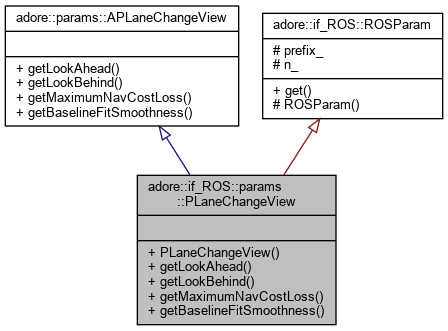 adore::params::APLaneChangeView
+ getLookAhead()
+ getLookBehind()
+ getMaximumNavCostLoss()
+ getBaselineFitSmoothness()
adore::if_ROS::ROSParam
# prefix_
# n_
+ get()
# ROSParam()
adore::if_ROS::params
::PLaneChangeView
+ PLaneChangeView()
+ getLookAhead()
+ getLookBehind()
+ getMaximumNavCostLoss()
+ getBaselineFitSmoothness()